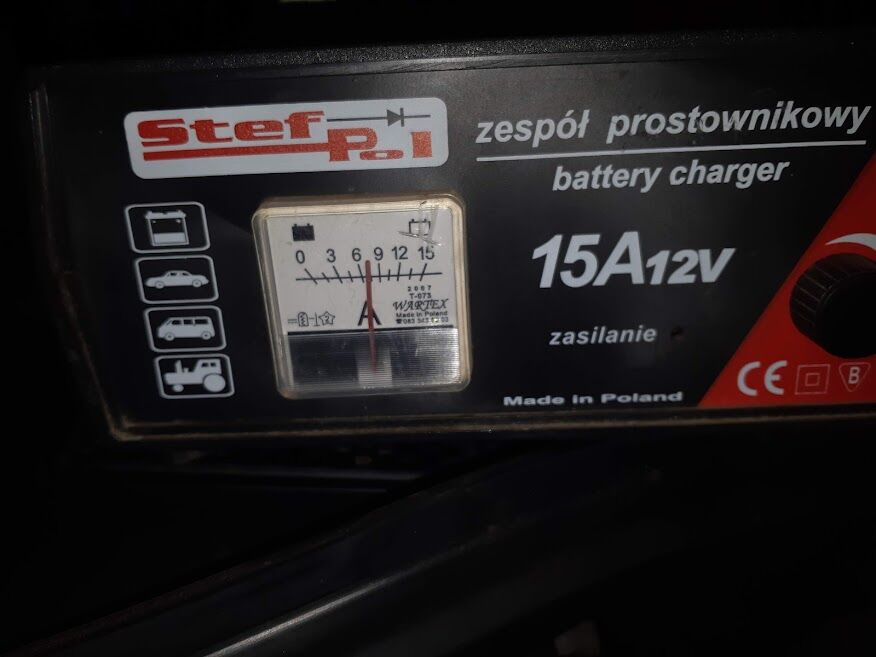 Stef
Pol
zespół prostownikowy
battery charger
0 3 6 9 12 15
2007
T-073
WARTEX
Made in Poland
A
15A12V
zasilanie
Made in Poland
CE
B